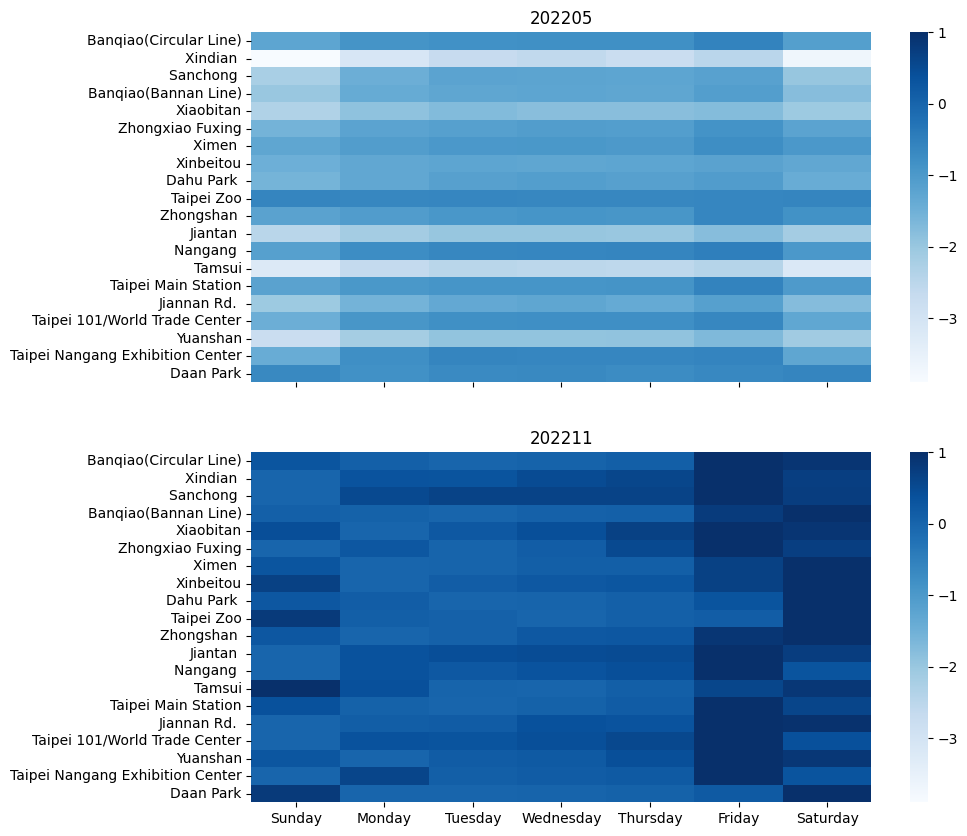 202205
Banqiao(Circular Line)
Xindian
Sanchong
Banqiao(Bannan Line)
Xiaobitan
Zhongxiao Fuxing
Ximen
Xinbeitou
Dahu Park
Taipei Zoo
Zhongshan
Jiantan
Nangang
Tamsui
Taipei Main Station
Jiannan Rd.
Taipei 101/World Trade Center
Yuanshan
Taipei Nangang Exhibition Center
Daan Park
1
0
−1
−2
−3
202211
Banqiao(Circular Line)
Xindian
Sanchong
Banqiao(Bannan Line)
Xiaobitan
Zhongxiao Fuxing
Ximen
Xinbeitou
Dahu Park
Taipei Zoo
Zhongshan
Jiantan
Nangang
Tamsui
Taipei Main Station
Jiannan Rd.
Taipei 101/World Trade Center
Yuanshan
Taipei Nangang Exhibition Center
Daan Park
1
0
−1
−2
−3
Sunday Monday Tuesday Wednesday Thursday Friday Saturday